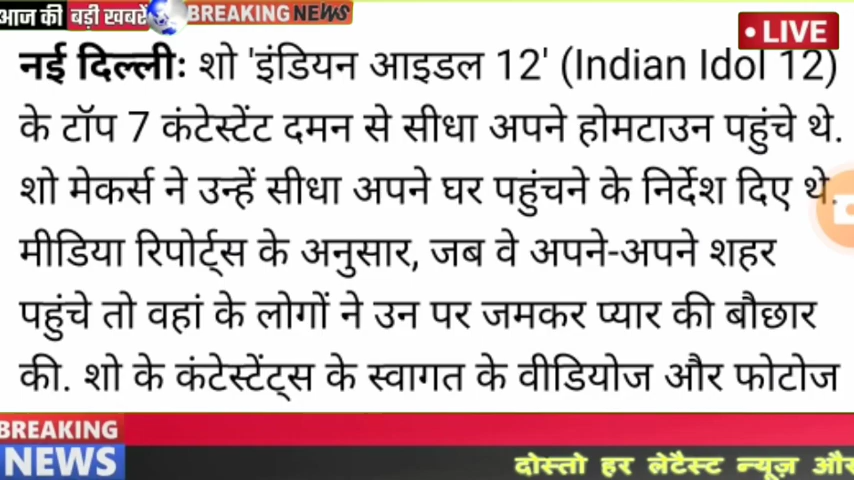 आज की बड़ी खबरें BREAKING NEWS
LIVE
नई दिल्ली: शो 'इंडियन आइडल 12' (Indian Idol 12)
के टॉप 7 कंटेस्टेंट दमन से सीधा अपने होमटाउन पहुंचे थे.
शो मेकर्स ने उन्हें सीधा अपने घर पहुंचने के निर्देश दिए थे.
मीडिया रिपोर्ट्स के अनुसार, जब वे अपने-अपने शहर
पहुंचे तो वहां के लोगों ने उन पर जमकर प्यार की बौछार
की. शो के कंटेस्टेंट्स के स्वागत के वीडियोज और फोटोज
BREAKING
NEWS
दोस्तो हर लेटैस्ट न्यूज़ और